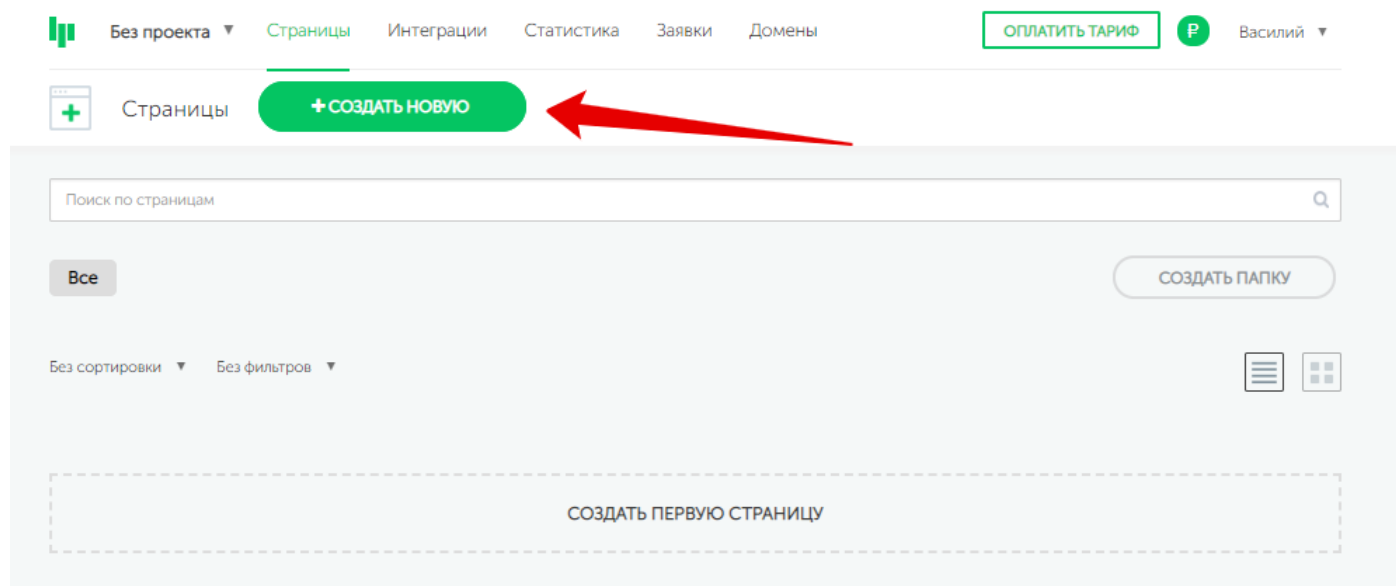 Без проекта ▼ Страницы Интеграции Статистика Заявки Домены ОПЛАТИТЬ ТАРИФ ₽ Василий ▼
Страницы +СОЗДАТЬ НОВУЮ
Поиск по страницам
Все СОЗДАТЬ ПАПКУ
Без сортировки ▼ Без фильтров ▼
СОЗДАТЬ ПЕРВУЮ СТРАНИЦУ